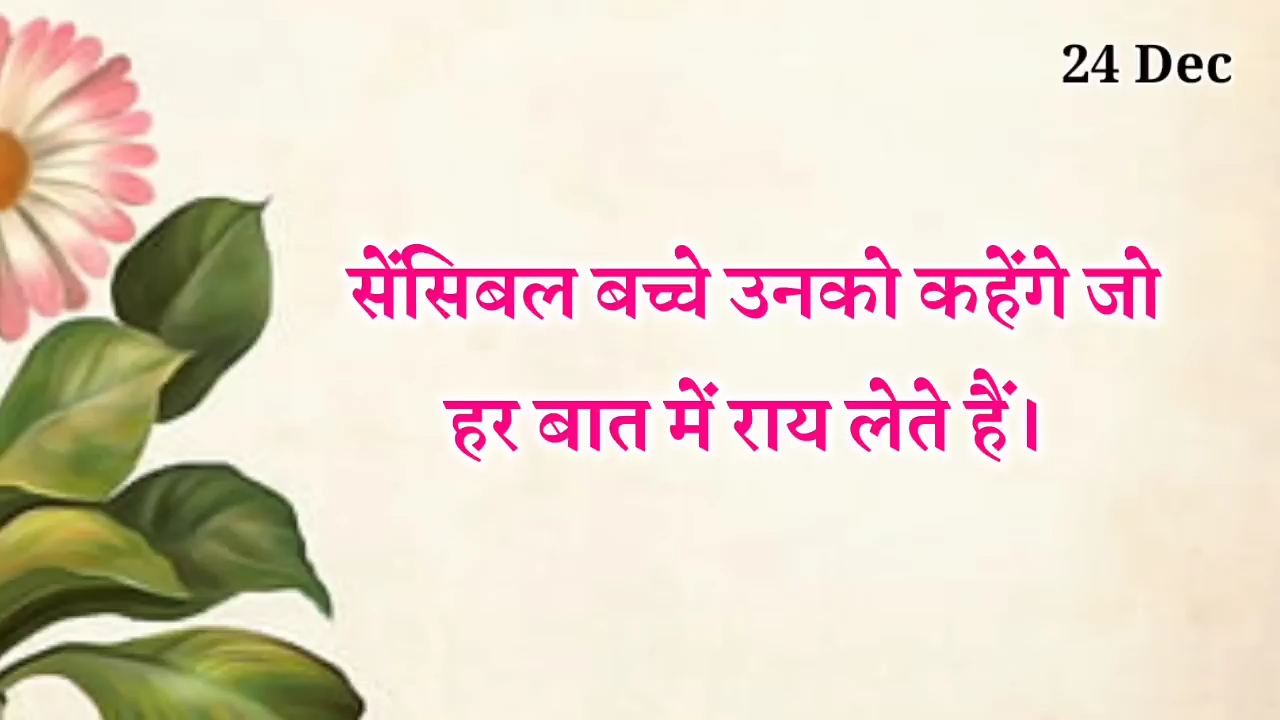 24 Dec
सेंसिबल बच्चे उनको कहेंगे जो
हर बात में राय लेते हैं।